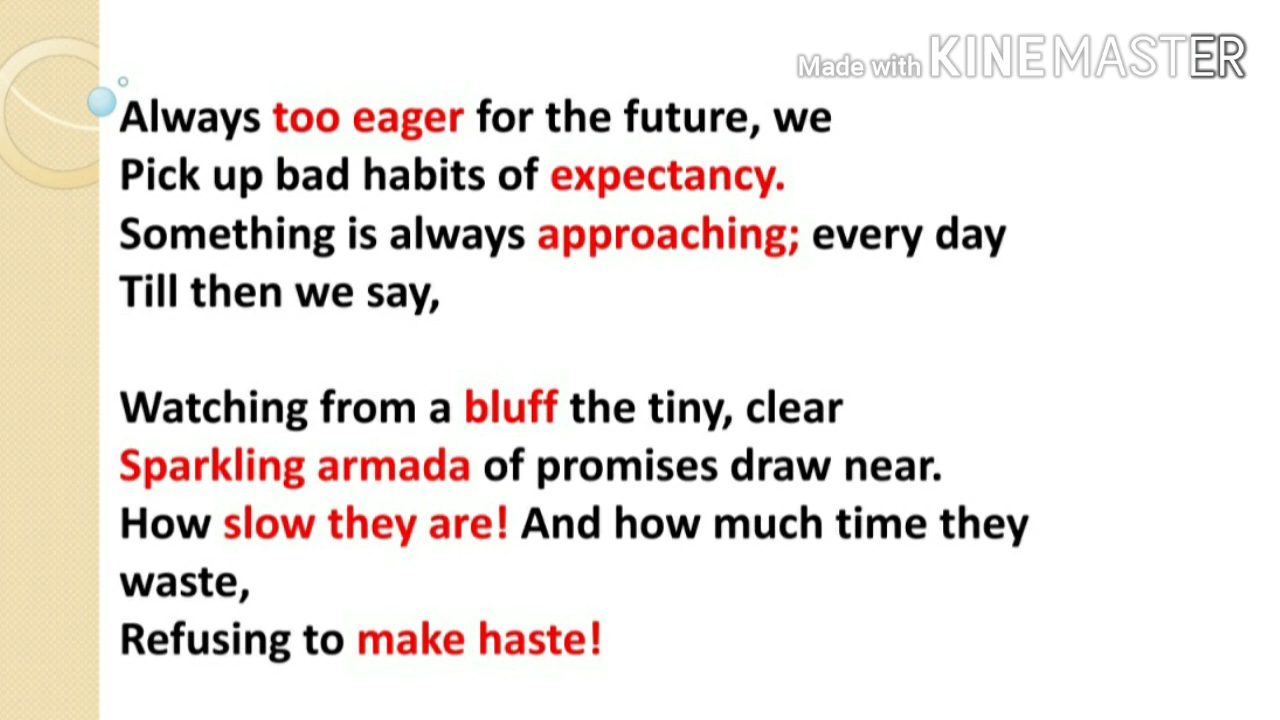 Made with KINEMASTER
Always too eager for the future, we
Pick up bad habits of expectancy.
Something is always approaching; every day
Till then we say,
Watching from a bluff the tiny, clear
Sparkling armada of promises draw near.
How slow they are! And how much time they
waste,
Refusing to make haste!